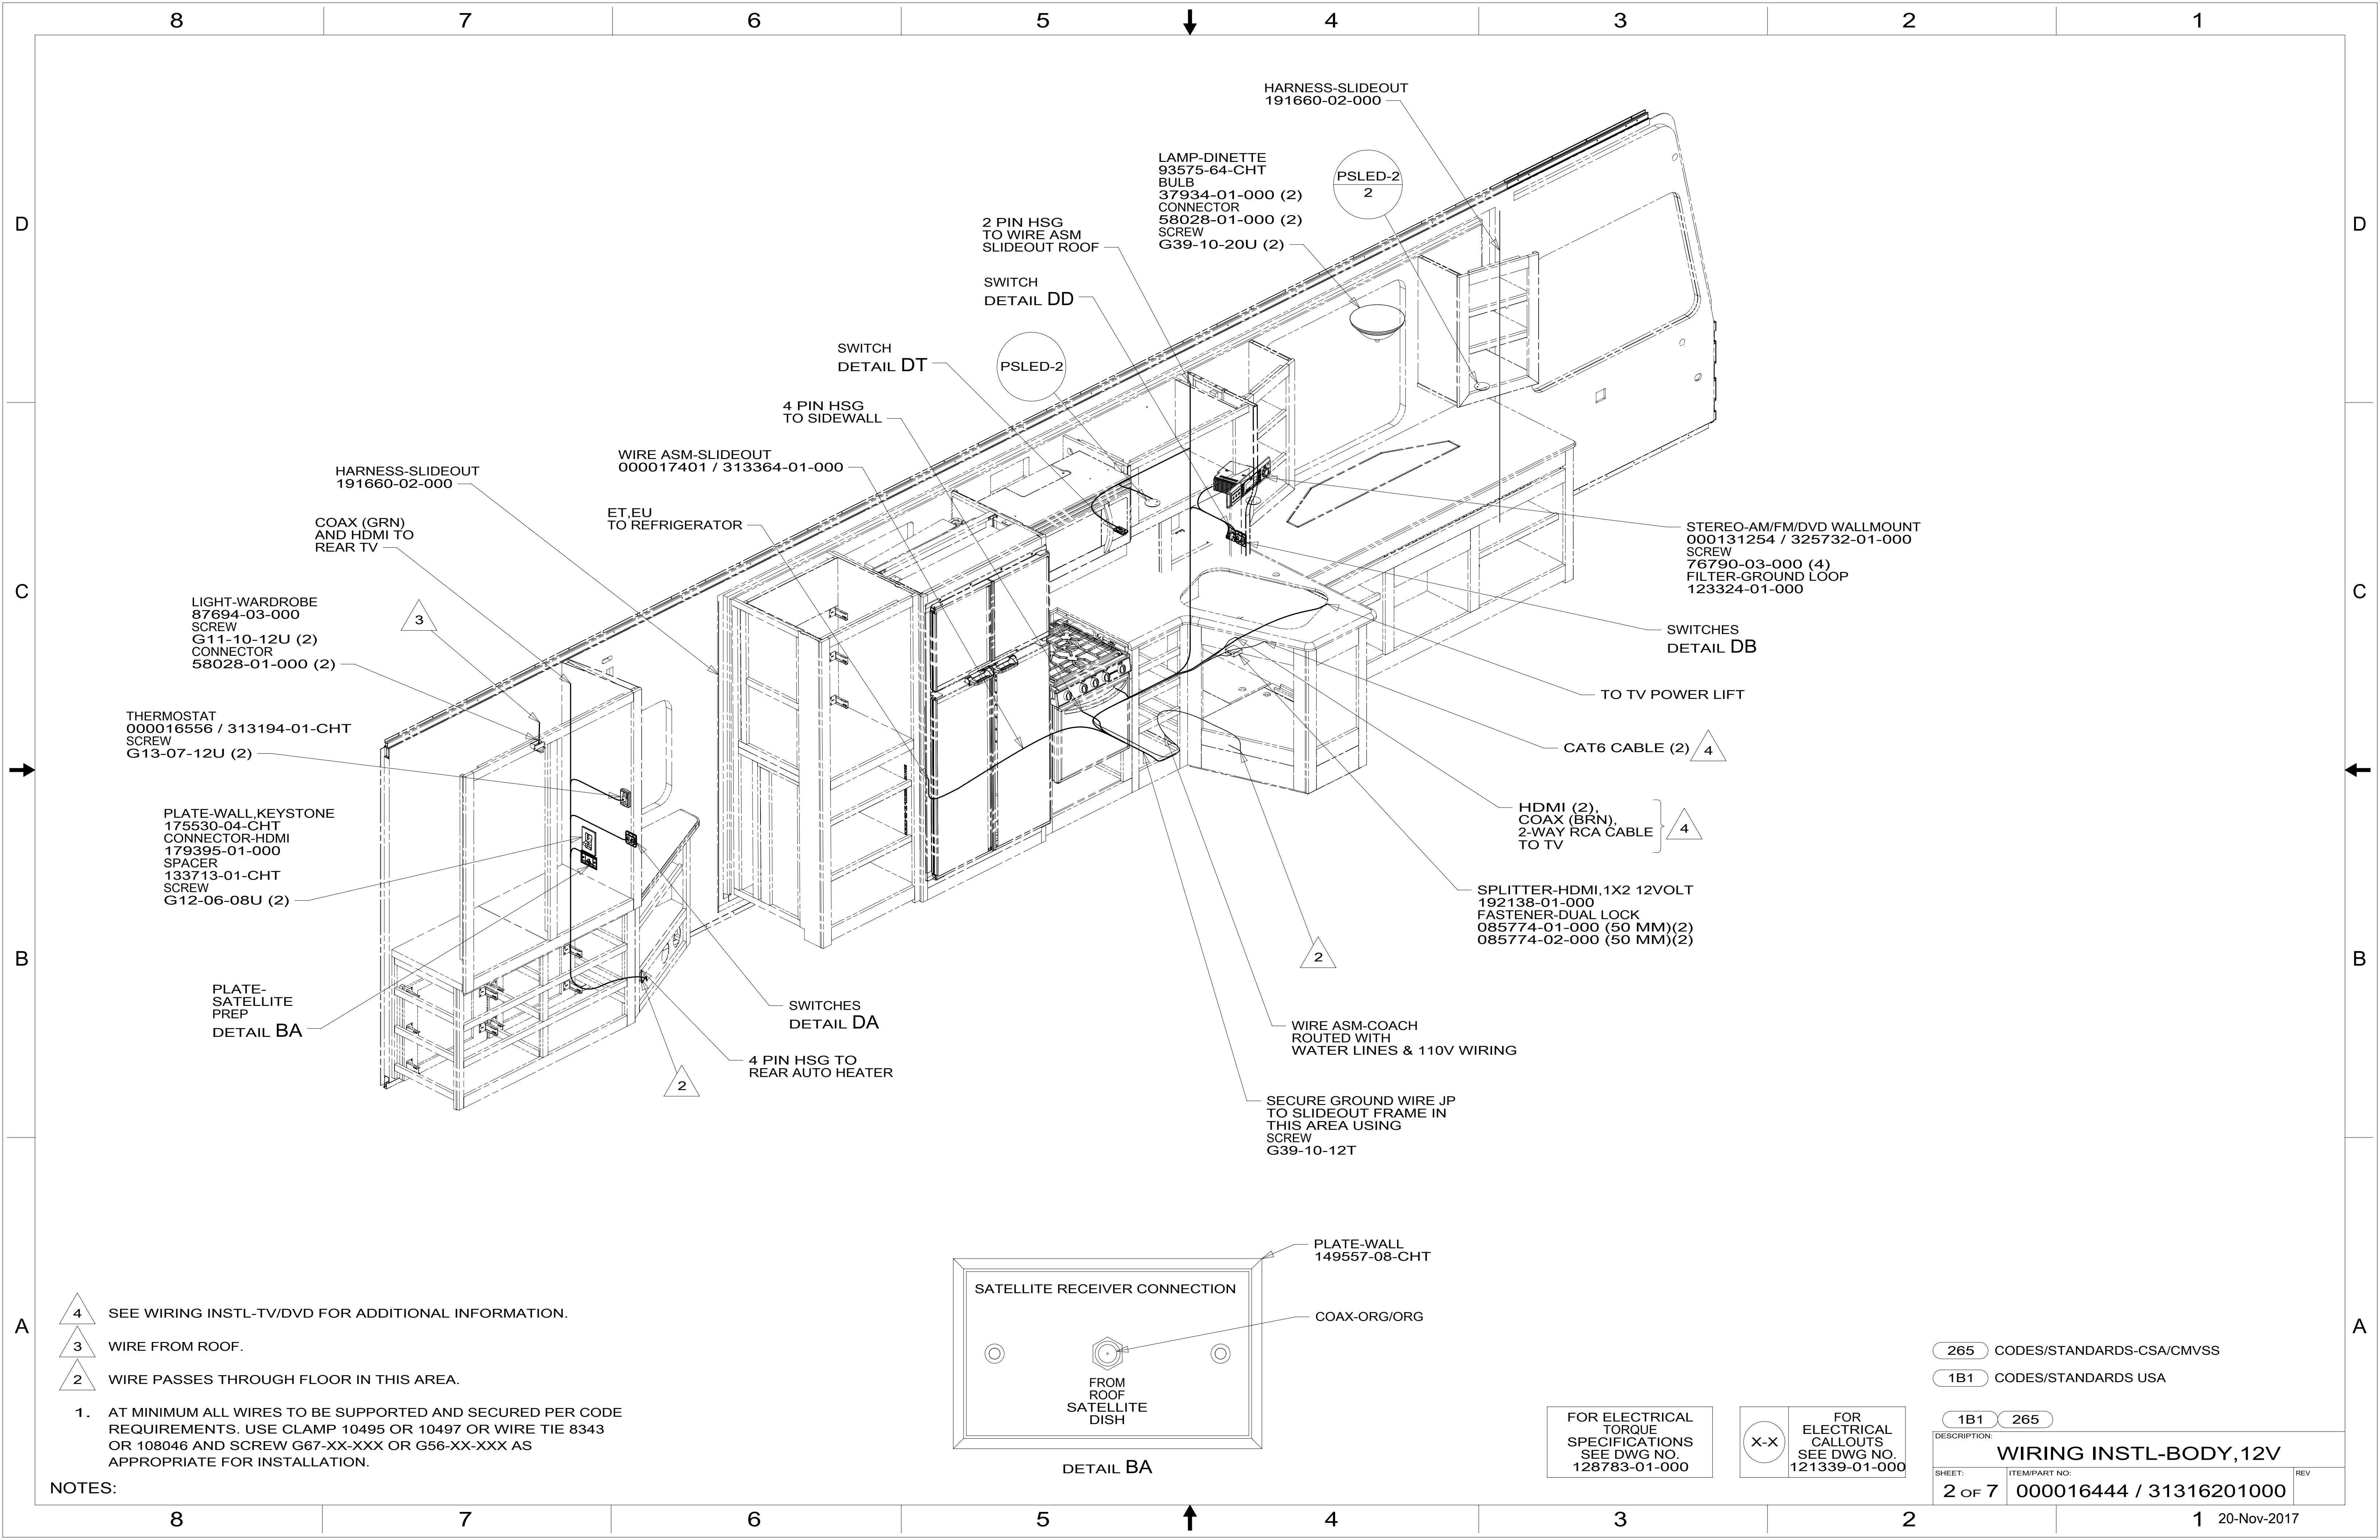 8 7 6 5 4 3 2 1
D
D
C
C
B
B
A
A
HARNESS-SLIDEOUT
191660-02-000
LAMP-DINETTE
93575-64-CHT
BULB
37934-01-000 (2)
CONNECTOR
58028-01-000 (2)
SCREW
G39-10-20U (2)
PSLED-2
2
2 PIN HSG
TO WIRE ASM
SLIDEOUT ROOF
SWITCH
DETAIL DD
SWITCH
DETAIL DT
PSLED-2
4 PIN HSG
TO SIDEWALL
WIRE ASM-SLIDEOUT
000017401 / 313364-01-000
HARNESS-SLIDEOUT
191660-02-000
ET,EU
TO REFRIGERATOR
COAX (GRN)
AND HDMI TO
REAR TV
3
LIGHT-WARDROBE
87694-03-000
SCREW
G11-10-12U (2)
CONNECTOR
58028-01-000 (2)
THERMOSTAT
000016556 / 313194-01-CHT
SCREW
G13-07-12U (2)
PLATE-WALL,KEYSTONE
175530-04-CHT
CONNECTOR-HDMI
179395-01-000
SPACER
133713-01-CHT
SCREW
G12-06-08U (2)
PLATE-
SATELLITE
PREP
DETAIL BA
SWITCHES
DETAIL DA
4 PIN HSG TO
REAR AUTO HEATER
2
STEREO-AM/FM/DVD WALLMOUNT
000131254 / 325732-01-000
SCREW
76790-03-000 (4)
FILTER-GROUND LOOP
123324-01-000
SWITCHES
DETAIL DB
TO TV POWER LIFT
CAT6 CABLE (2)
4
HDMI (2),
COAX (BRN),
2-WAY RCA CABLE
TO TV
4
SPLITTER-HDMI,1X2 12VOLT
192138-01-000
FASTENER-DUAL LOCK
085774-01-000 (50 MM)(2)
085774-02-000 (50 MM)(2)
2
WIRE ASM-COACH
ROUTED WITH
WATER LINES & 110V WIRING
SECURE GROUND WIRE JP
TO SLIDEOUT FRAME IN
THIS AREA USING
SCREW
G39-10-12T
PLATE-WALL
149557-08-CHT
SATELLITE RECEIVER CONNECTION
COAX-ORG/ORG
FROM
ROOF
SATELLITE
DISH
DETAIL BA
4 SEE WIRING INSTL-TV/DVD FOR ADDITIONAL INFORMATION.
3 WIRE FROM ROOF.
2 WIRE PASSES THROUGH FLOOR IN THIS AREA.
1. AT MINIMUM ALL WIRES TO BE SUPPORTED AND SECURED PER CODE
REQUIREMENTS. USE CLAMP 10495 OR 10497 OR WIRE TIE 8343
OR 108046 AND SCREW G67-XX-XXX OR G56-XX-XXX AS
APPROPRIATE FOR INSTALLATION.
NOTES:
FOR ELECTRICAL
TORQUE
SPECIFICATIONS
SEE DWG NO.
128783-01-000
X-X
FOR
ELECTRICAL
CALLOUTS
SEE DWG NO.
121339-01-000
265 CODES/STANDARDS-CSA/CMVSS
1B1 CODES/STANDARDS USA
1B1 265
DESCRIPTION:
WIRING INSTL-BODY,12V
SHEET:
2 OF 7
ITEM/PART NO:
000016444 / 31316201000
REV
8 7 6 5 4 3 2 1
20-Nov-2017